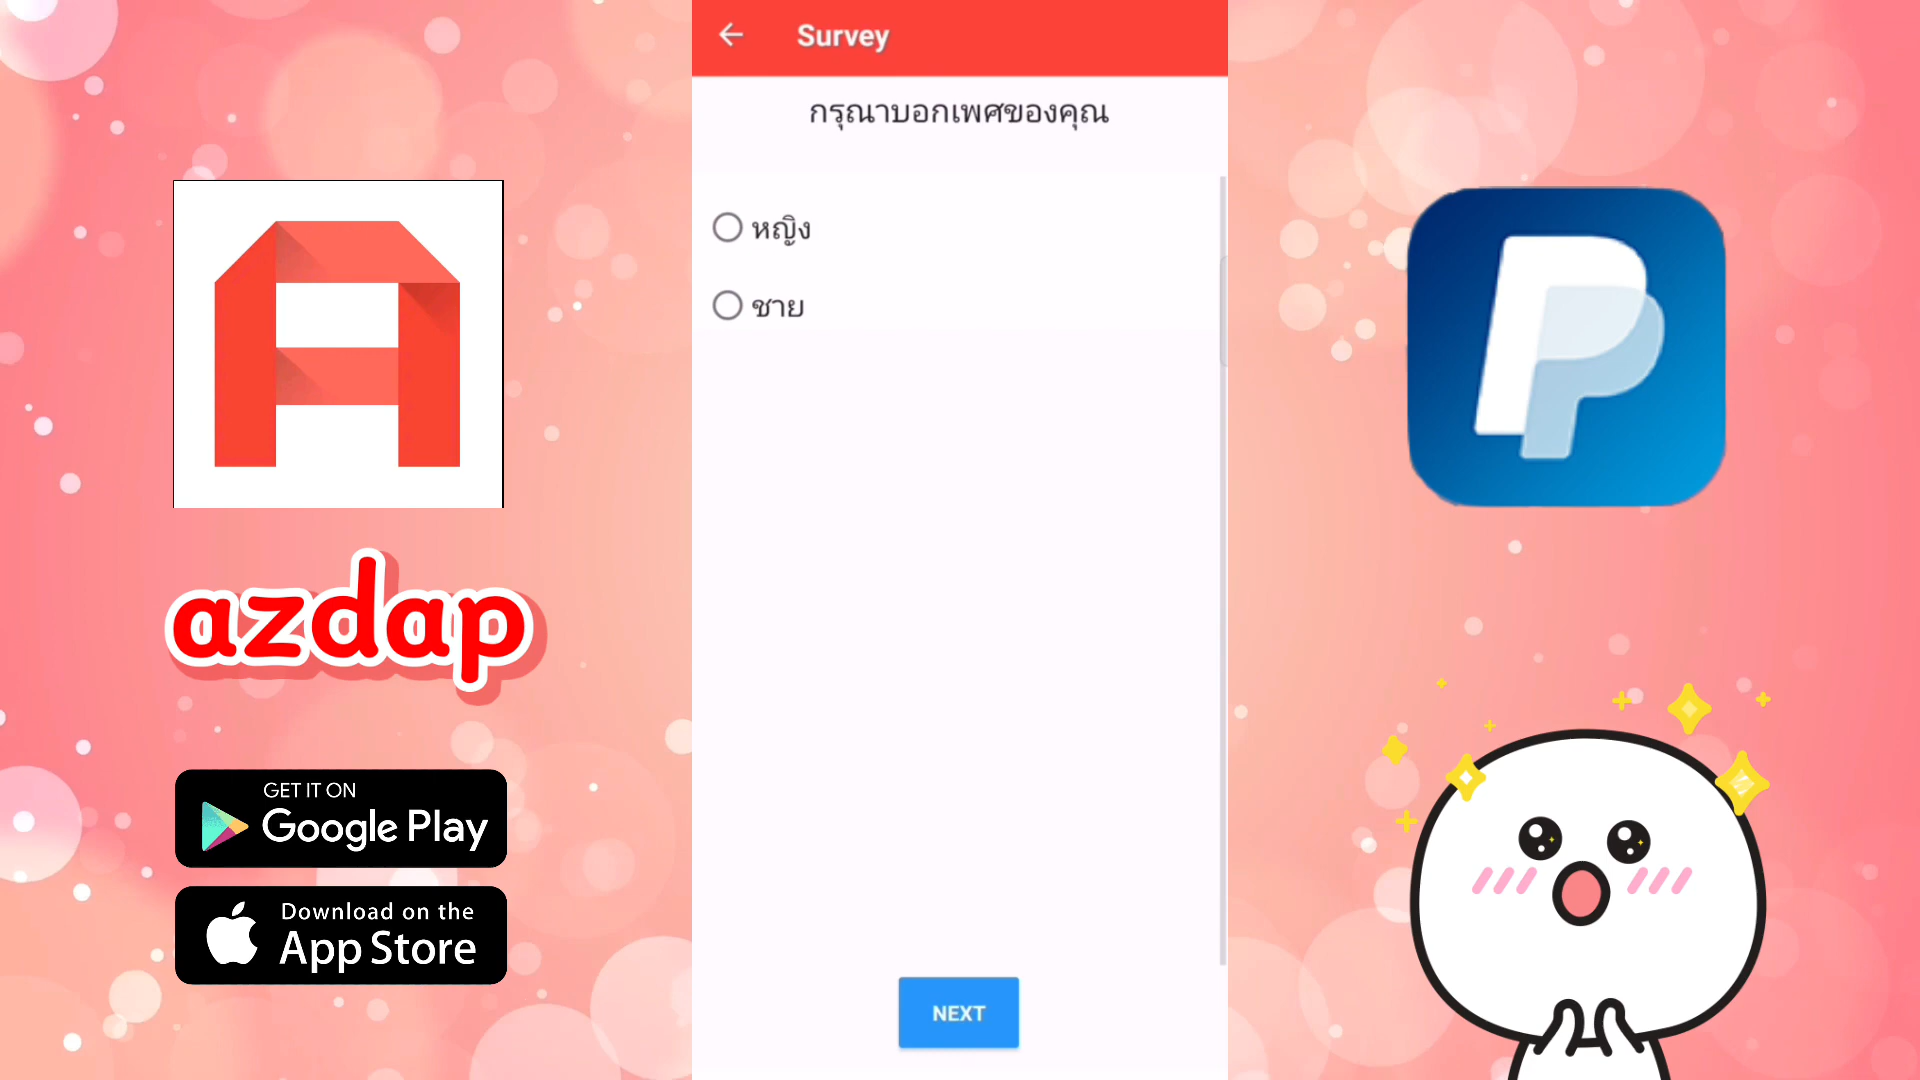 Survey
กรุณาบอกเพศของคุณ
หญิง
ชาย
NEXT
azdap
GET IT ON
Google Play
Download on the
App Store